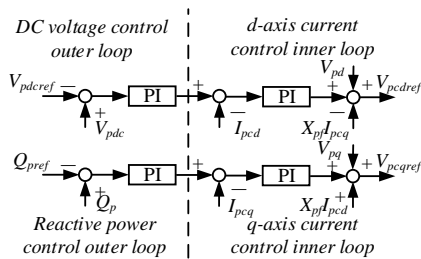 DC voltage control
outer loop
d-axis current
control inner loop
V_pdcref − + PI + − PI + + V_pd V_pcdref
V_pdc I_pcd X_pf I_pcq −
Q_pref − + PI + − PI + + V_pq V_pcqref
Q_p I_pcq X_pf I_pcd +
Reactive power
control outer loop
q-axis current
control inner loop